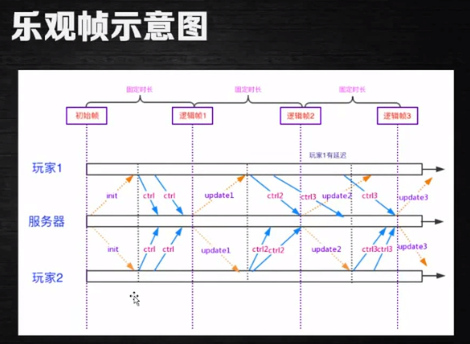 乐观帧示意图
固定时长 固定时长 固定时长
初始帧 逻辑帧1 逻辑帧2 逻辑帧3
玩家1有延迟
玩家1
init ctrl ctrl update1 ctrl2 ctrl3 update2 ctrl3 update3
服务器
init ctrl ctrl update1 ctrl2 ctrl2 update2 ctrl3 ctrl3 update3
玩家2